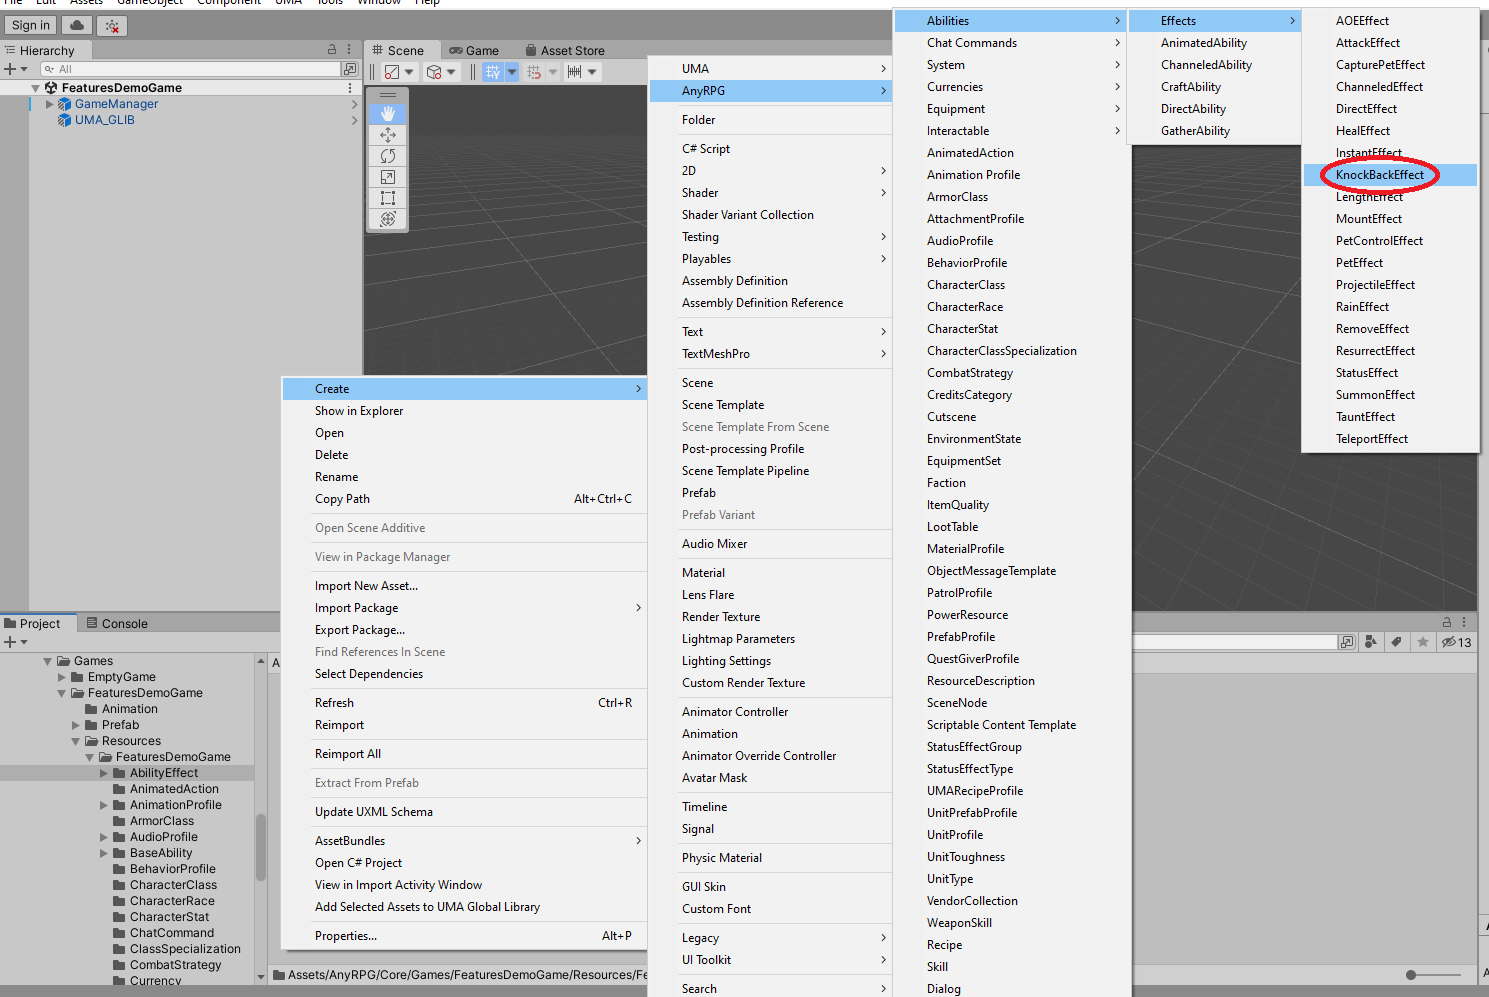 File Edit Assets GameObject Component UMA Tools Window Help
Sign in
Hierarchy
All
FeaturesDemoGame
GameManager
UMA_GLIB
Scene
Game
Asset Store
Project
Console
13
Games
EmptyGame
FeaturesDemoGame
Animation
Prefab
Resources
FeaturesDemoGame
AbilityEffect
AnimatedAction
AnimationProfile
ArmorClass
AudioProfile
BaseAbility
BehaviorProfile
CharacterClass
CharacterRace
CharacterStat
ChatCommand
ClassSpecialization
CombatStrategy
Currency
Assets/AnyRPG/Core/Games/FeaturesDemoGame/Resources/Fe
Create
Show in Explorer
Open
Delete
Rename
Copy Path Alt+Ctrl+C
Open Scene Additive
View in Package Manager
Import New Asset...
Import Package
Export Package...
Find References In Scene
Select Dependencies
Refresh Ctrl+R
Reimport
Reimport All
Extract From Prefab
Update UXML Schema
AssetBundles
Open C# Project
View in Import Activity Window
Add Selected Assets to UMA Global Library
Properties... Alt+P
UMA
AnyRPG
Folder
C# Script
2D
Shader
Shader Variant Collection
Testing
Playables
Assembly Definition
Assembly Definition Reference
Text
TextMeshPro
Scene
Scene Template
Scene Template From Scene
Post-processing Profile
Scene Template Pipeline
Prefab
Prefab Variant
Audio Mixer
Material
Lens Flare
Render Texture
Lightmap Parameters
Lighting Settings
Custom Render Texture
Animator Controller
Animation
Animator Override Controller
Avatar Mask
Timeline
Signal
Physic Material
GUI Skin
Custom Font
Legacy
UI Toolkit
Search
Abilities
Chat Commands
System
Currencies
Equipment
Interactable
AnimatedAction
Animation Profile
ArmorClass
AttachmentProfile
AudioProfile
BehaviorProfile
CharacterClass
CharacterRace
CharacterStat
CharacterClassSpecialization
CombatStrategy
CreditsCategory
Cutscene
EnvironmentState
EquipmentSet
Faction
ItemQuality
LootTable
MaterialProfile
ObjectMessageTemplate
PatrolProfile
PowerResource
PrefabProfile
QuestGiverProfile
ResourceDescription
SceneNode
Scriptable Content Template
StatusEffectGroup
StatusEffectType
UMARecipeProfile
UnitPrefabProfile
UnitProfile
UnitToughness
UnitType
VendorCollection
WeaponSkill
Recipe
Skill
Dialog
Effects
AnimatedAbility
ChanneledAbility
CraftAbility
DirectAbility
GatherAbility
AOEEffect
AttackEffect
CapturePetEffect
ChanneledEffect
DirectEffect
HealEffect
InstantEffect
KnockBackEffect
LengthEffect
MountEffect
PetControlEffect
PetEffect
ProjectileEffect
RainEffect
RemoveEffect
ResurrectEffect
StatusEffect
SummonEffect
TauntEffect
TeleportEffect